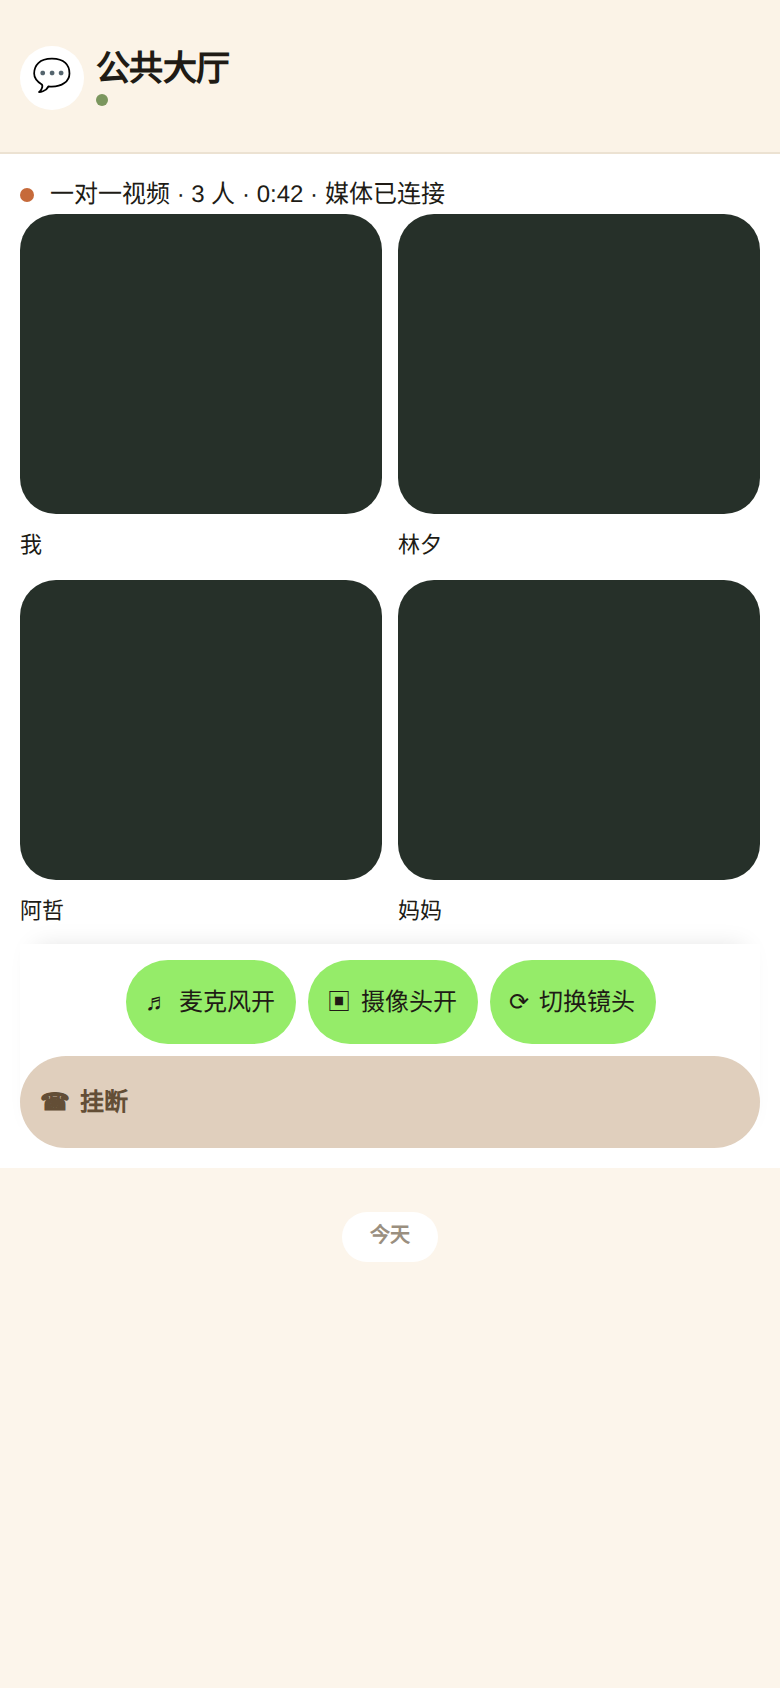 公共大厅
一对一视频 · 3 人 · 0:42 · 媒体已连接
我
林夕
阿哲
妈妈
♬ 麦克风开
▣ 摄像头开
⟳ 切换镜头
☎ 挂断
今天